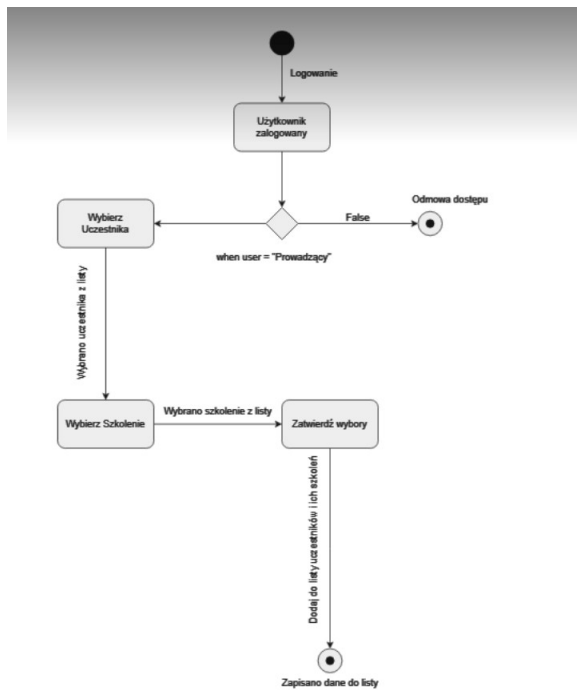 Logowanie
Użytkownik
zalogowany
Odmowa dostępu
Wybierz
Uczestnika
False
when user = "Prowadzący"
Wybrano uczestnika z listy
Wybierz Szkolenie
Wybrano szkolenie z listy
Zatwierdź wybory
Dodaj do listy uczestników i ich szkoleń
Zapisano dane do listy